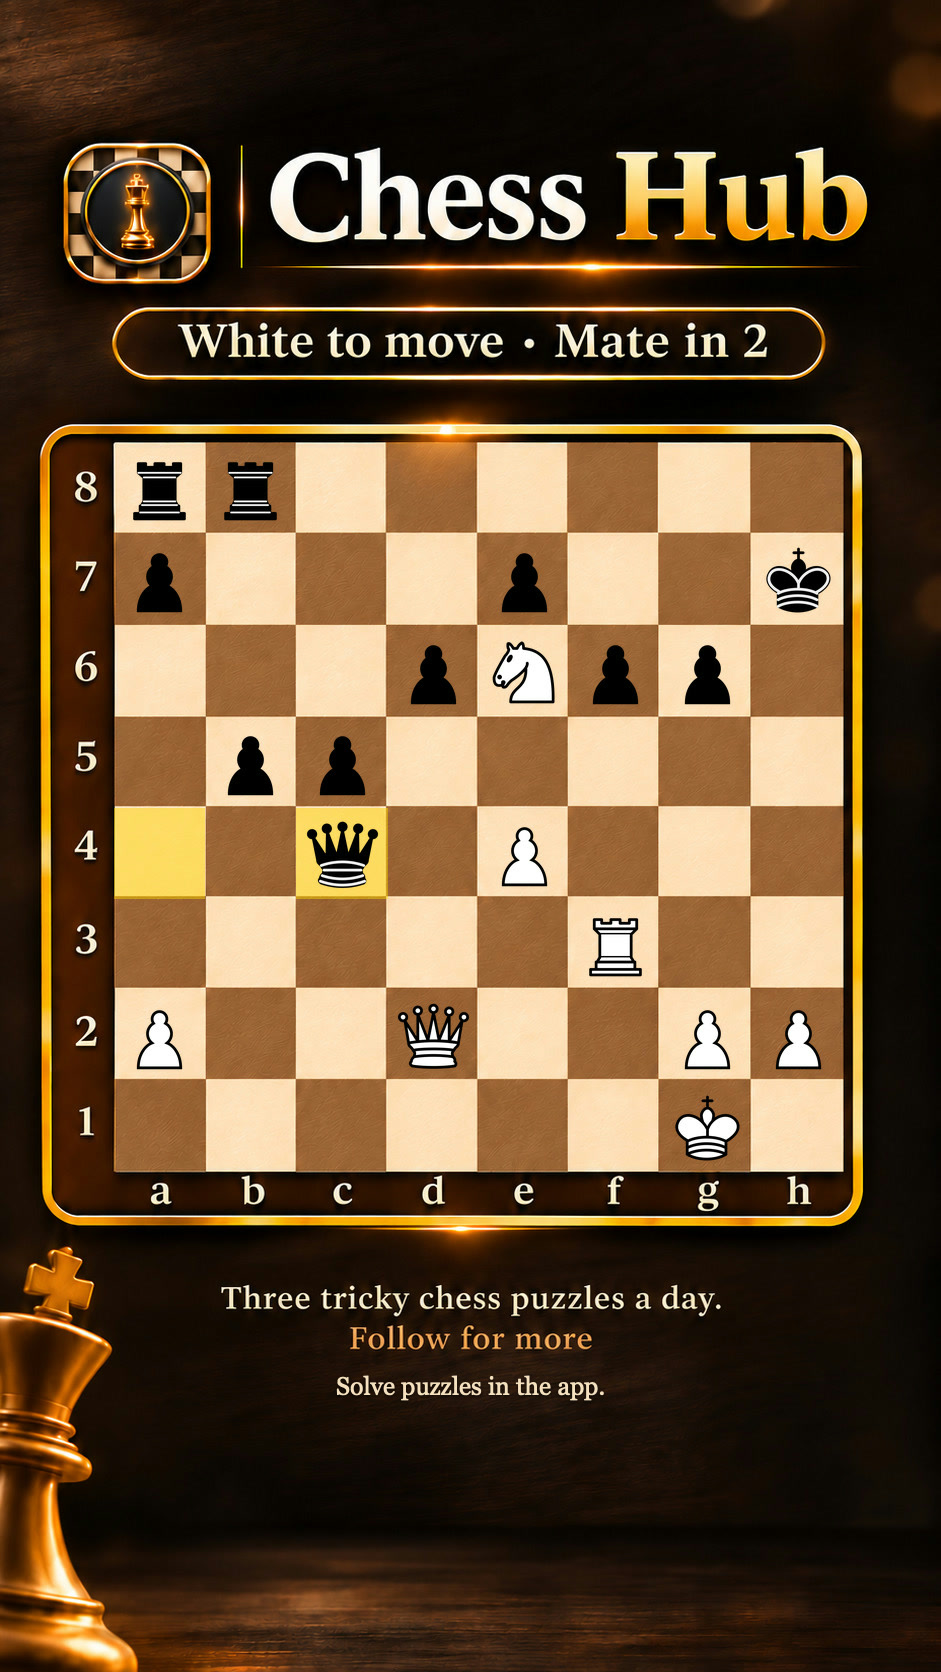 Chess Hub
White to move · Mate in 2
8
7
6
5
4
3
2
1
a b c d e f g h
Three tricky chess puzzles a day.
Follow for more
Solve puzzles in the app.